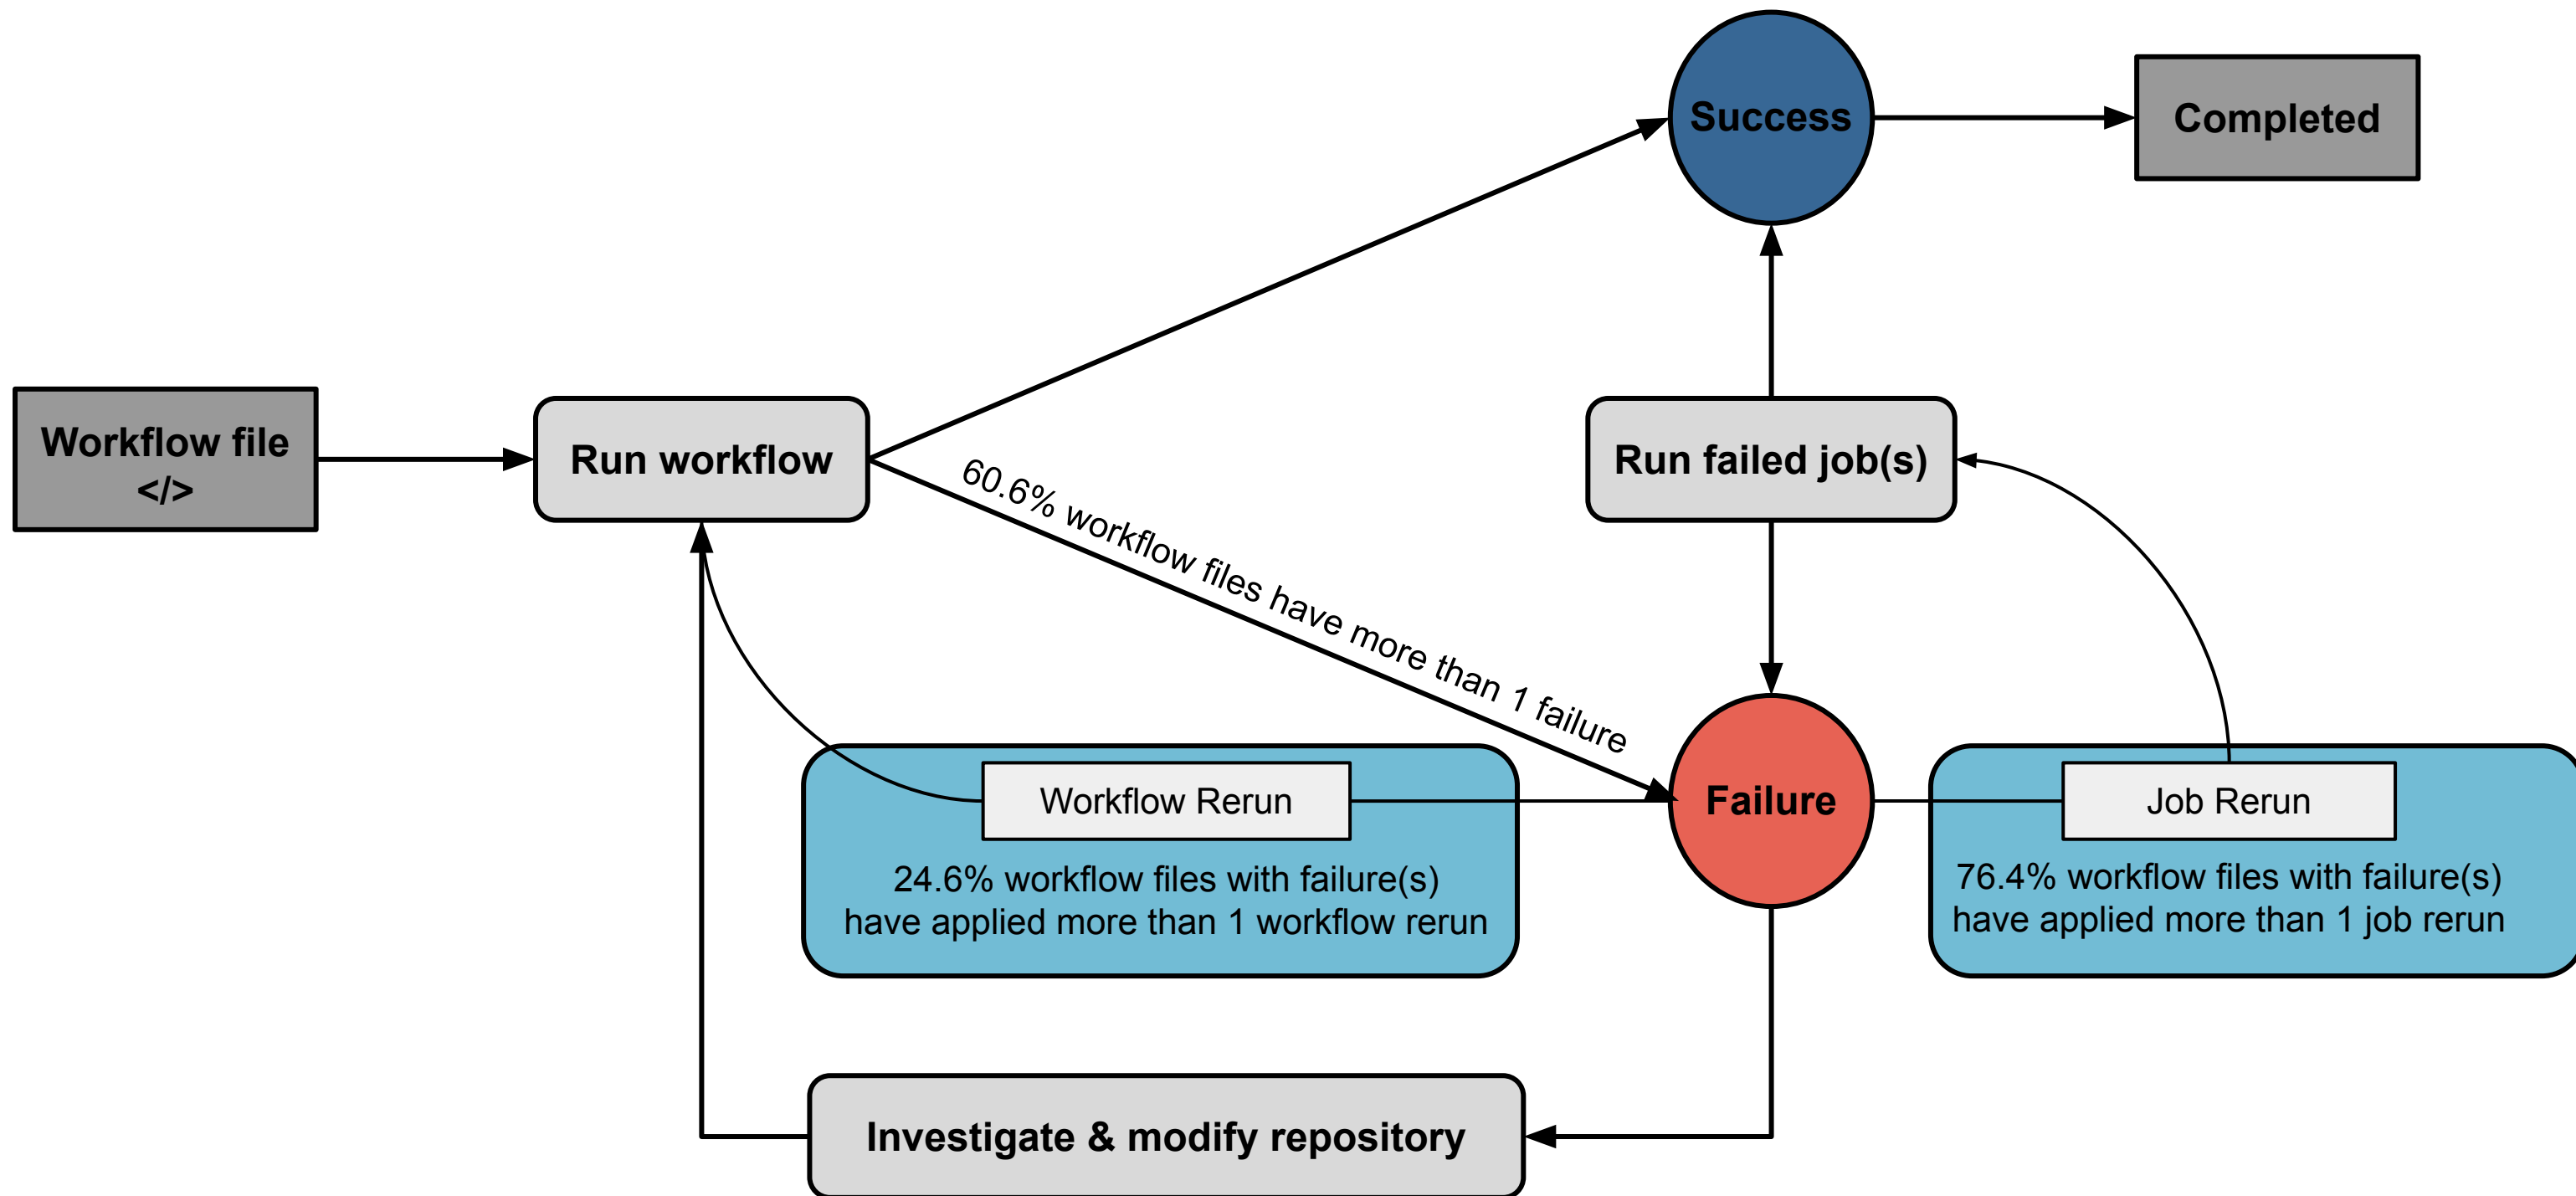 Success
Completed
Workflow file
</>
Run workflow
Run failed job(s)
60.6% workflow files have more than 1 failure
Workflow Rerun
24.6% workflow files with failure(s)
have applied more than 1 workflow rerun
Failure
Job Rerun
76.4% workflow files with failure(s)
have applied more than 1 job rerun
Investigate & modify repository